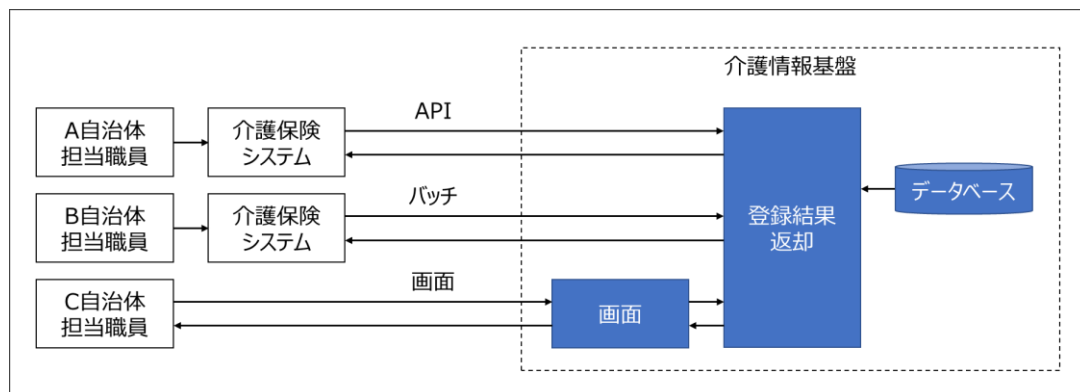 介護情報基盤
A自治体
担当職員
介護保険
システム
API
B自治体
担当職員
介護保険
システム
バッチ
登録結果
返却
データベース
C自治体
担当職員
画面
画面